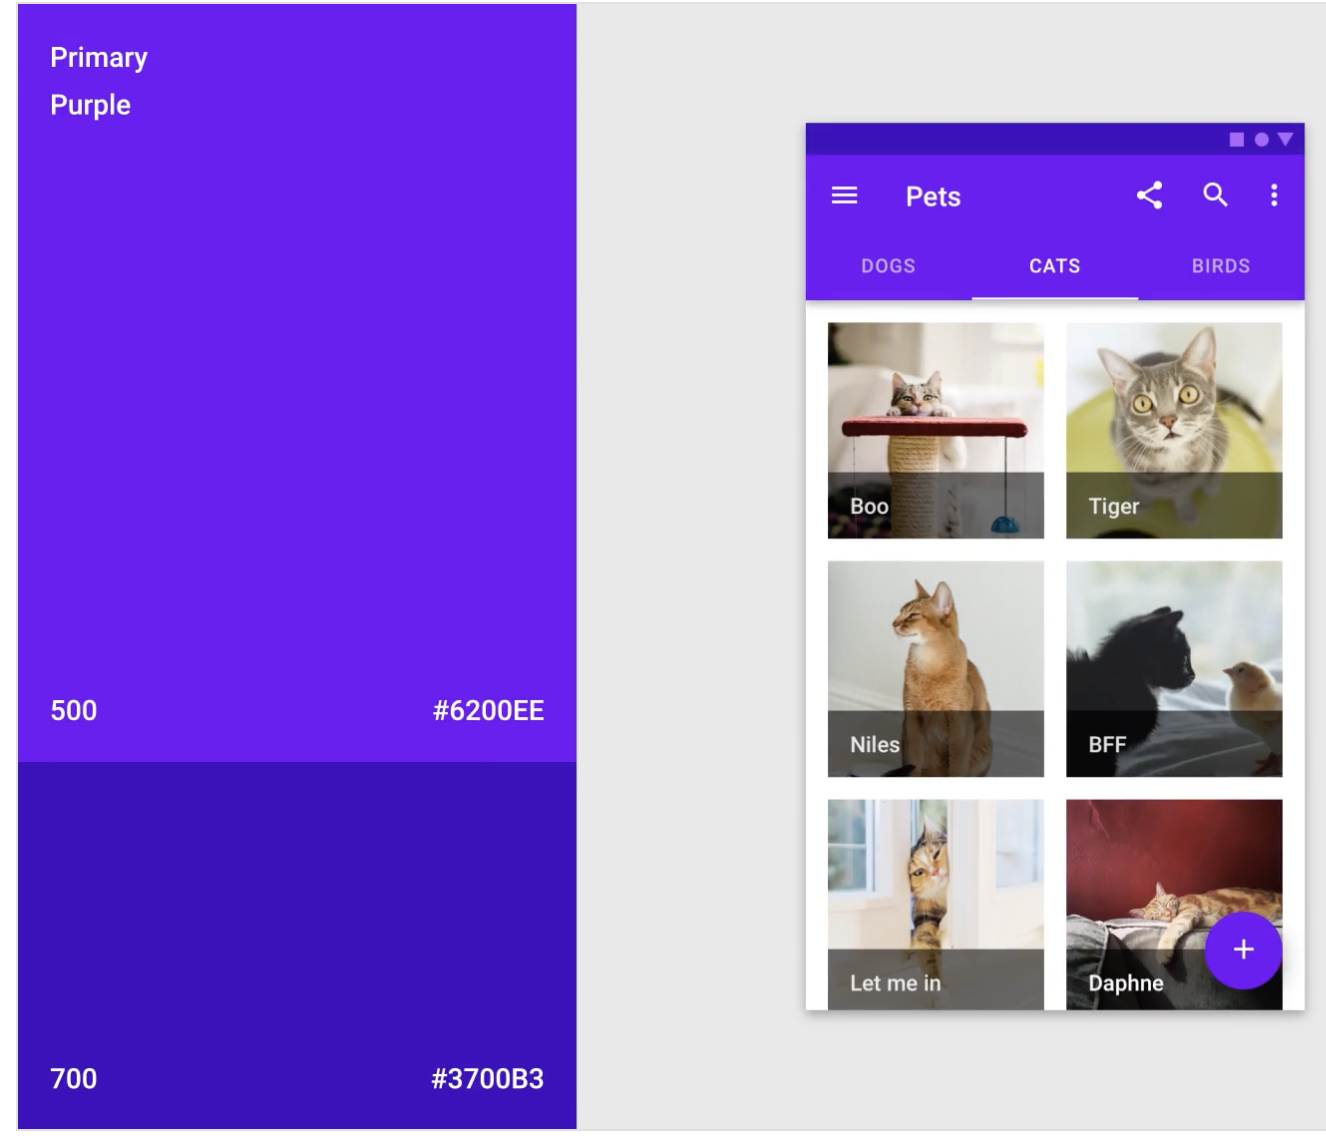 Primary
Purple
500 #6200EE
700 #3700B3
Pets
DOGS CATS BIRDS
Boo Tiger
Niles BFF
Let me in Daphne